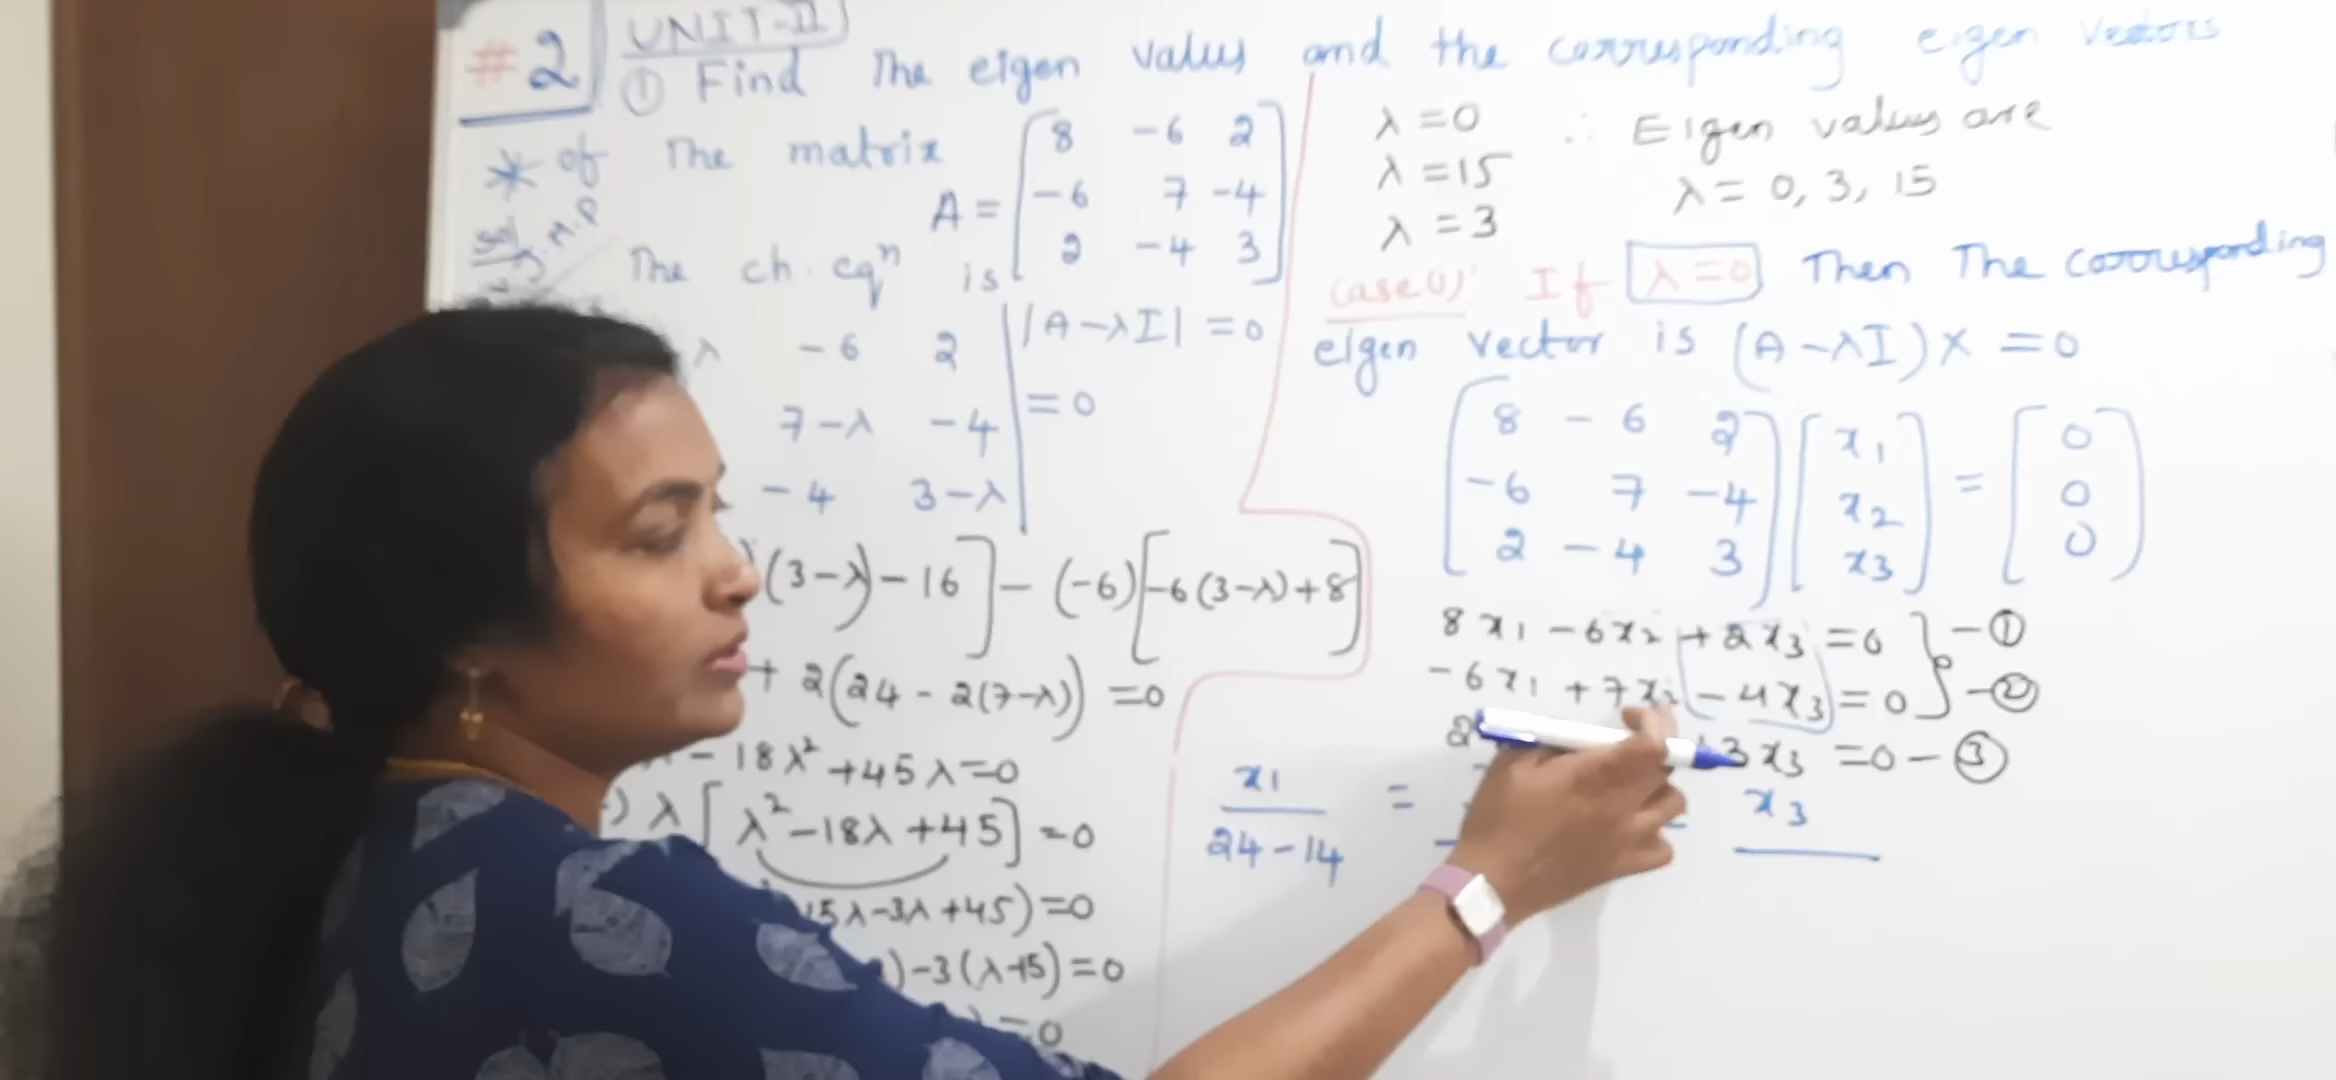 #2 UNIT-II
① Find The eigen values and the corresponding eigen vectors
* of The matrix
A = [ 8 -6 2
-6 7 -4
2 -4 3 ]
Sol
The ch. eqⁿ is
|A-λI| = 0
λ -6 2
7-λ -4 = 0
-4 3-λ
(3-λ)-16] - (-6)[-6(3-λ)+8]
+ 2(24 - 2(7-λ)) = 0
- 18λ² + 45λ = 0
λ[λ² - 18λ + 45] = 0
15λ - 3λ + 45) = 0
) - 3(λ-15) = 0
= 0
λ = 0 ∴ Eigen values are
λ = 15 λ = 0, 3, 15
λ = 3
case(1) If λ = 0 Then The corresponding
eigen vector is (A-λI)X = 0
[ 8 -6 2 ] [ x₁ ] = [ 0 ]
[ -6 7 -4 ] [ x₂ ] [ 0 ]
[ 2 -4 3 ] [ x₃ ] [ 0 ]
8x₁ - 6x₂ + 2x₃ = 0 - ①
-6x₁ + 7x₂ - 4x₃ = 0 - ②
2 3x₃ = 0 - ③
x₁ = x₃
24-14